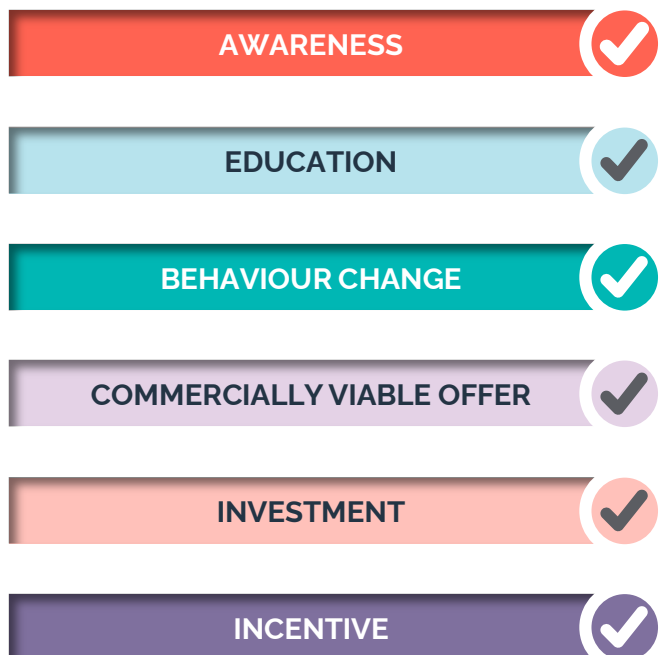 AWARENESS
EDUCATION
BEHAVIOUR CHANGE
COMMERCIALLY VIABLE OFFER
INVESTMENT
INCENTIVE